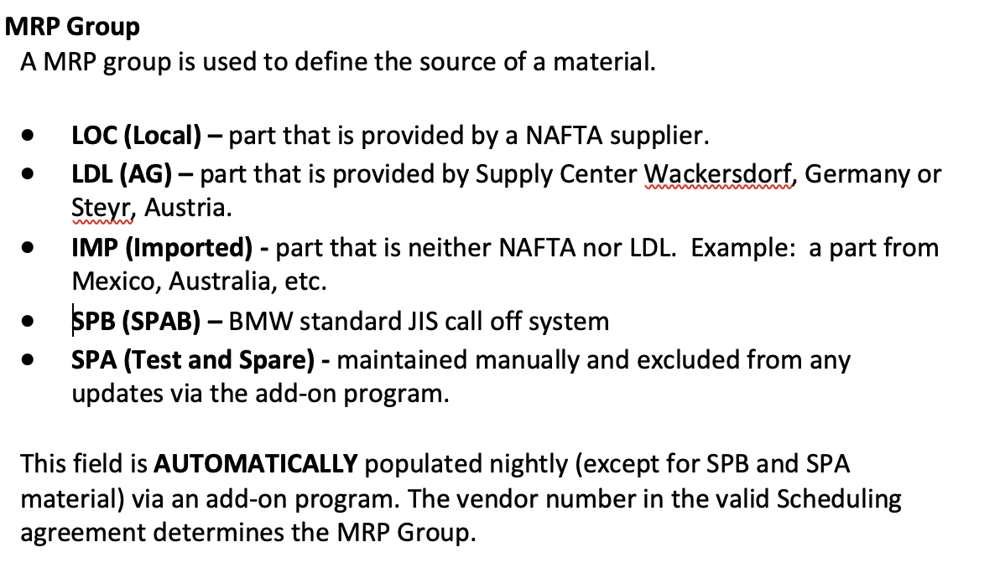 MRP Group
A MRP group is used to define the source of a material.
• LOC (Local) – part that is provided by a NAFTA supplier.
• LDL (AG) – part that is provided by Supply Center Wackersdorf, Germany or
Steyr, Austria.
• IMP (Imported) - part that is neither NAFTA nor LDL.  Example:  a part from
Mexico, Australia, etc.
• SPB (SPAB) – BMW standard JIS call off system
• SPA (Test and Spare) - maintained manually and excluded from any
updates via the add-on program.
This field is AUTOMATICALLY populated nightly (except for SPB and SPA
material) via an add-on program. The vendor number in the valid Scheduling
agreement determines the MRP Group.